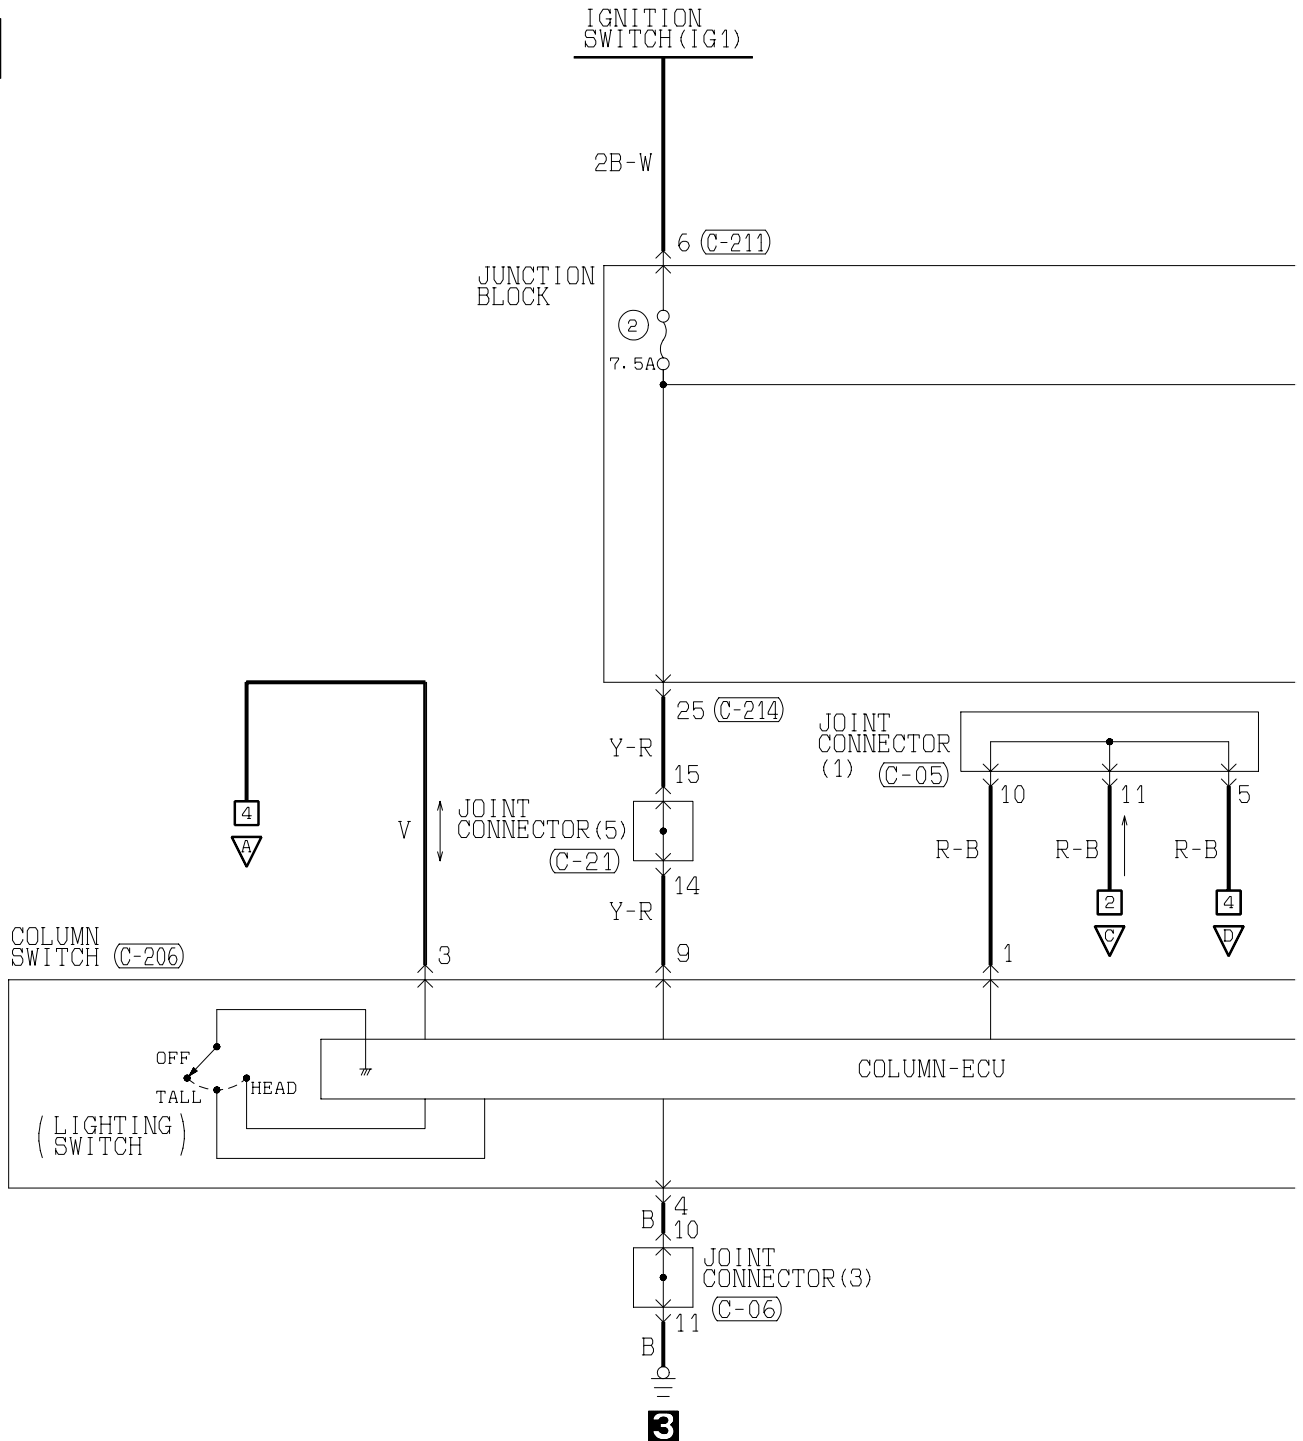 IGNITION
SWITCH(IG1)
2B-W
6 (C-211)
JUNCTION
BLOCK
2
7.5A
25 (C-214)
Y-R
15
JOINT
CONNECTOR
(1) (C-05)
10
11
5
4
A
V
JOINT
CONNECTOR(5)
(C-21)
R-B
R-B
R-B
14
Y-R
2
C
4
D
COLUMN
SWITCH (C-206)
3
9
1
OFF
TALL
HEAD
COLUMN-ECU
(LIGHTING
SWITCH)
4
B
10
JOINT
CONNECTOR(3)
(C-06)
11
B
3